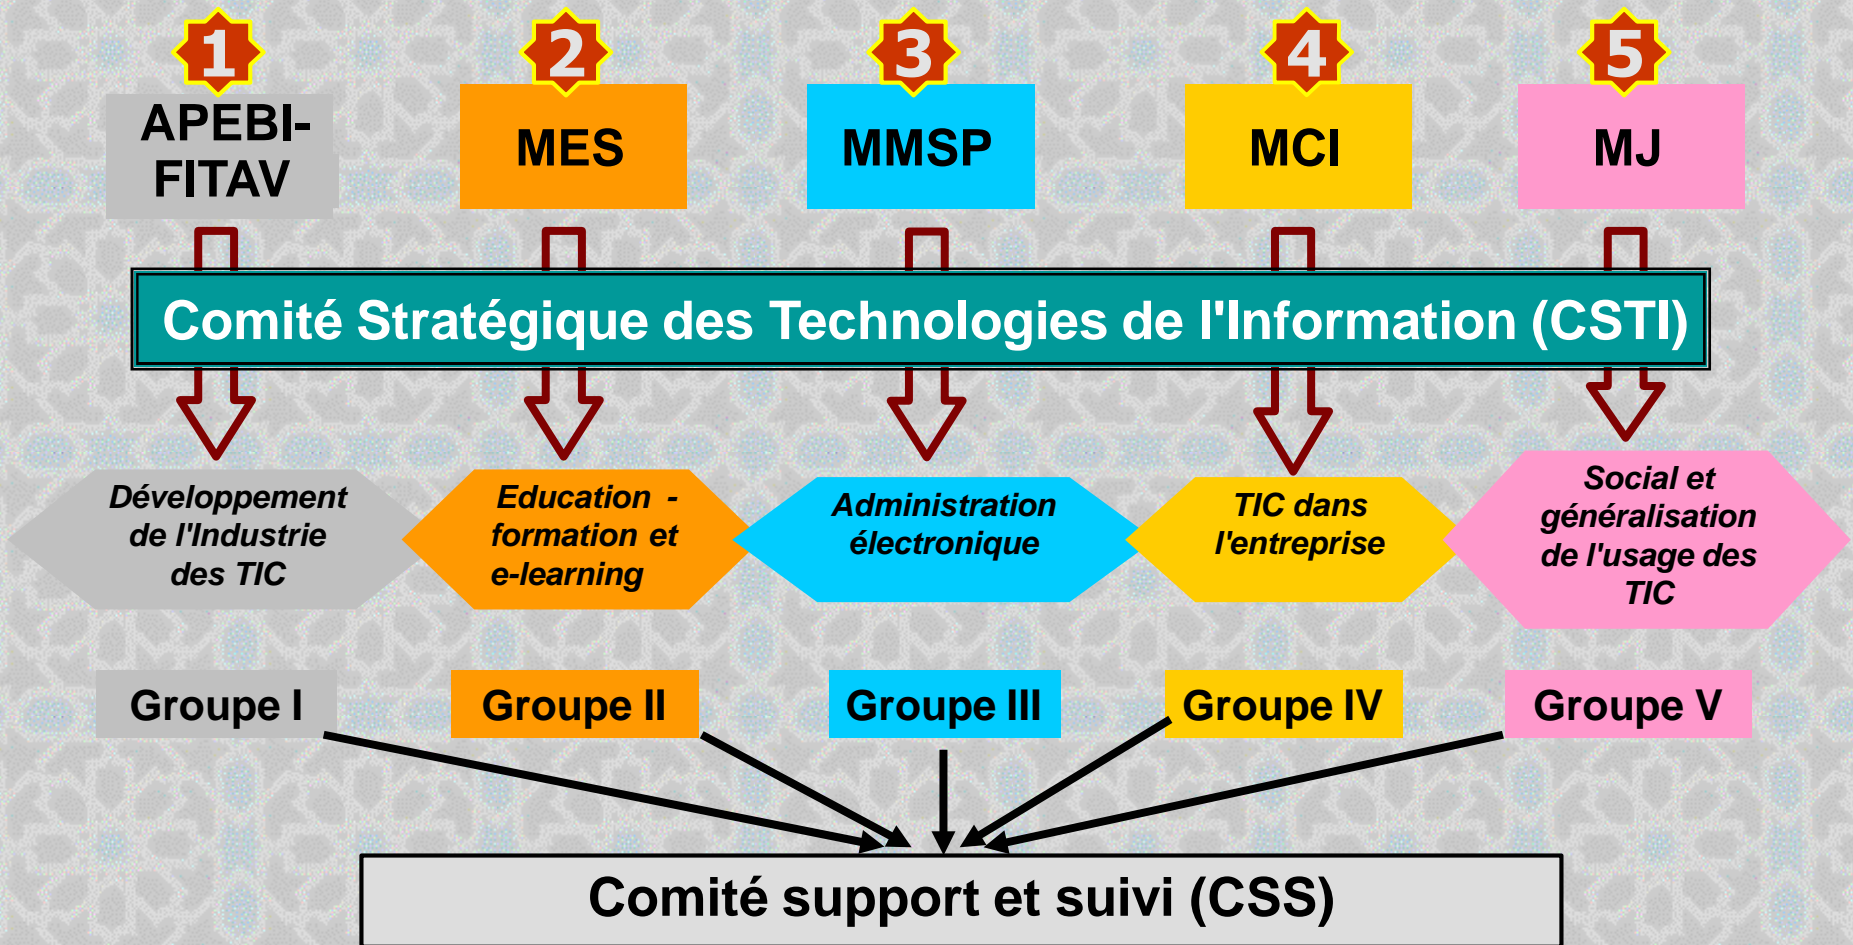 1
2
3
4
5
APEBI-
FITAV
MES
MMSP
MCI
MJ
Comité Stratégique des Technologies de l'Information (CSTI)
Développement
de l'Industrie
des TIC
Education -
formation et
e-learning
Administration
électronique
TIC dans
l'entreprise
Social et
généralisation
de l'usage des
TIC
Groupe I
Groupe II
Groupe III
Groupe IV
Groupe V
Comité support et suivi (CSS)